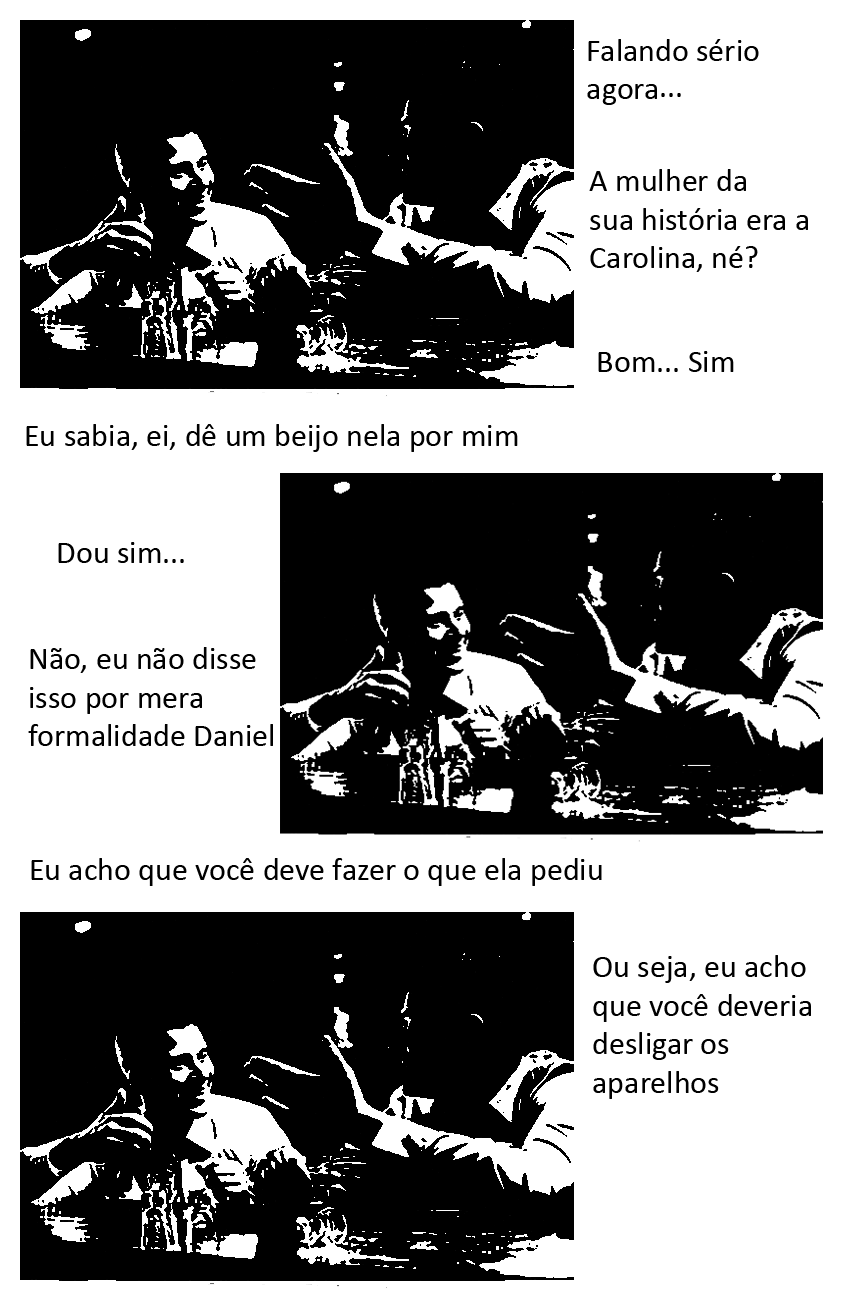 Falando sério
agora...
A mulher da
sua história era a
Carolina, né?
Bom... Sim
Eu sabia, ei, dê um beijo nela por mim
Dou sim...
Não, eu não disse
isso por mera
formalidade Daniel
Eu acho que você deve fazer o que ela pediu
Ou seja, eu acho
que você deveria
desligar os
aparelhos